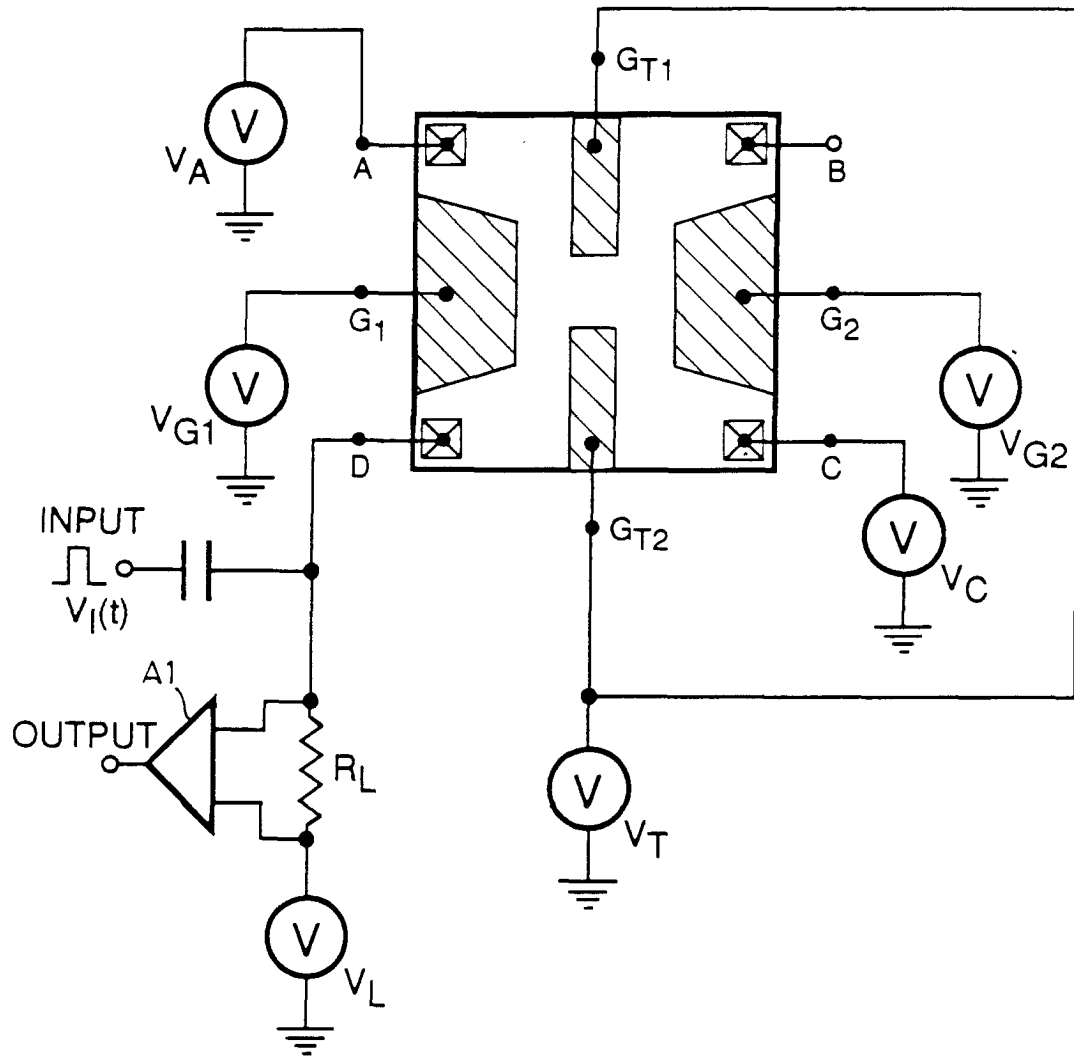 G_T1
V
V_A
A
B
G_1
G_2
V
V_G1
V
V_G2
D
C
G_T2
V
V_C
INPUT
V_I(t)
A1
OUTPUT
R_L
V
V_T
V
V_L